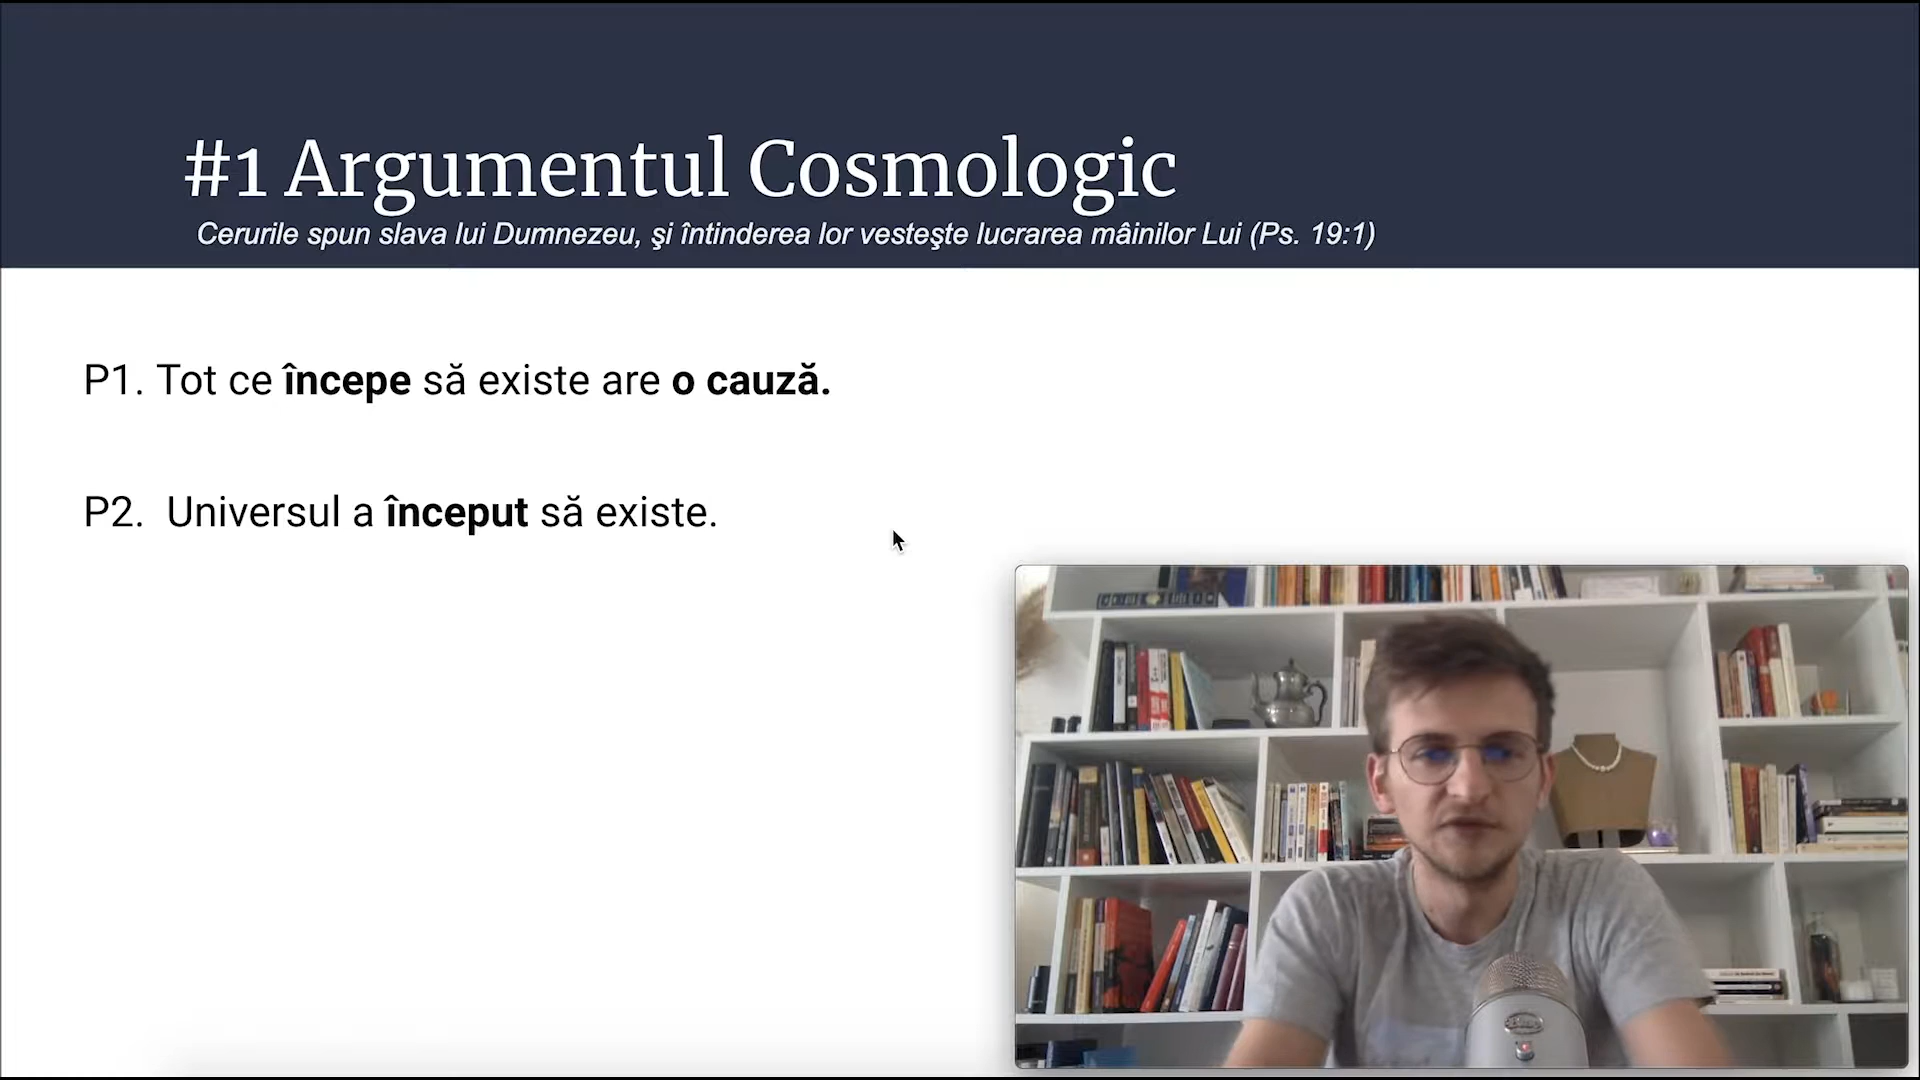 #1 Argumentul Cosmologic
Cerurile spun slava lui Dumnezeu, şi întinderea lor vesteşte lucrarea mâinilor Lui (Ps. 19:1)
P1. Tot ce începe să existe are o cauză.
P2. Universul a început să existe.